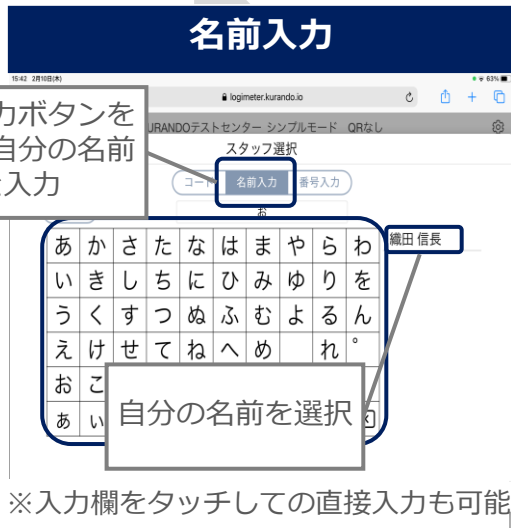 名前入力
15:42 2月10日(木)
63%
logimeter.kurando.io
カボタンを
自分の名前
入力
URANDOテストセンター シンプルモード QRなし
スタッフ選択
コード 名前入力 番号入力
お
織田 信長
あ か さ た な は ま や ら わ
い き し ち に ひ み ゆ り を
う く す つ ぬ ふ む よ る ん
え け せ て ね へ め れ °
お こ
あ い
自分の名前を選択
※入力欄をタッチしての直接入力も可能